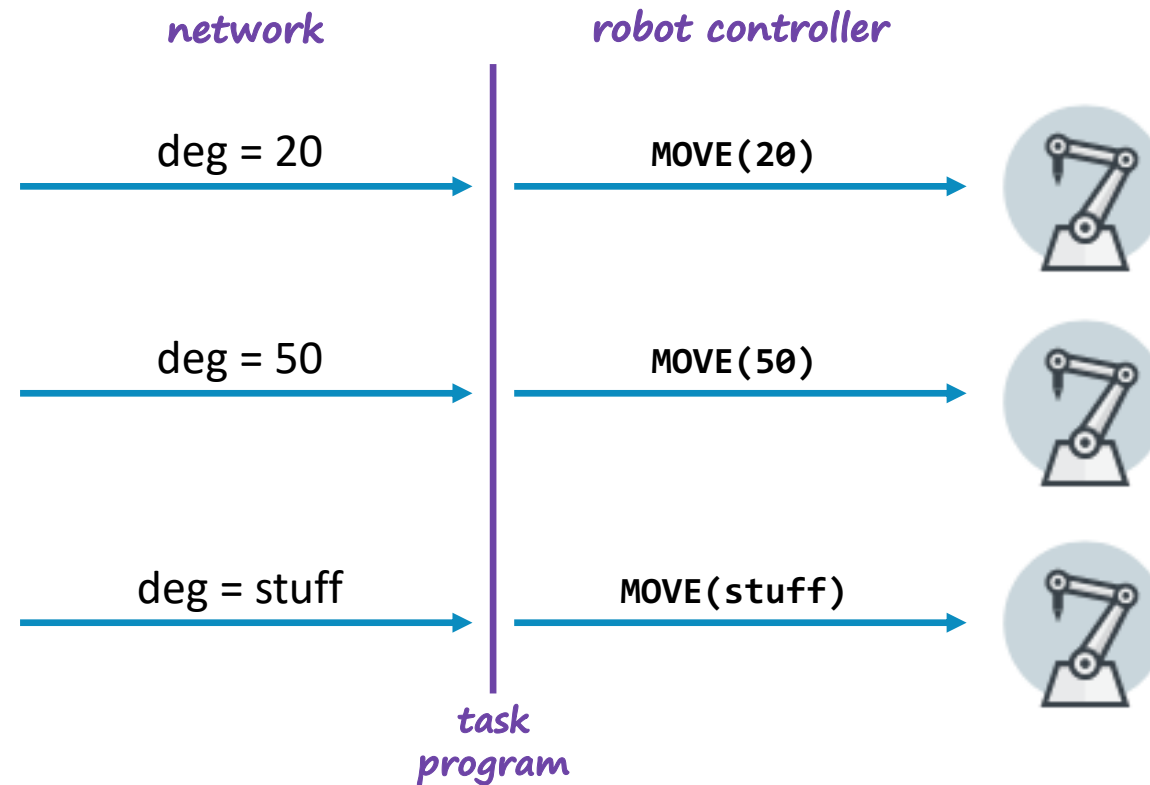 network
robot controller
deg = 20
MOVE(20)
deg = 50
MOVE(50)
deg = stuff
MOVE(stuff)
task
program